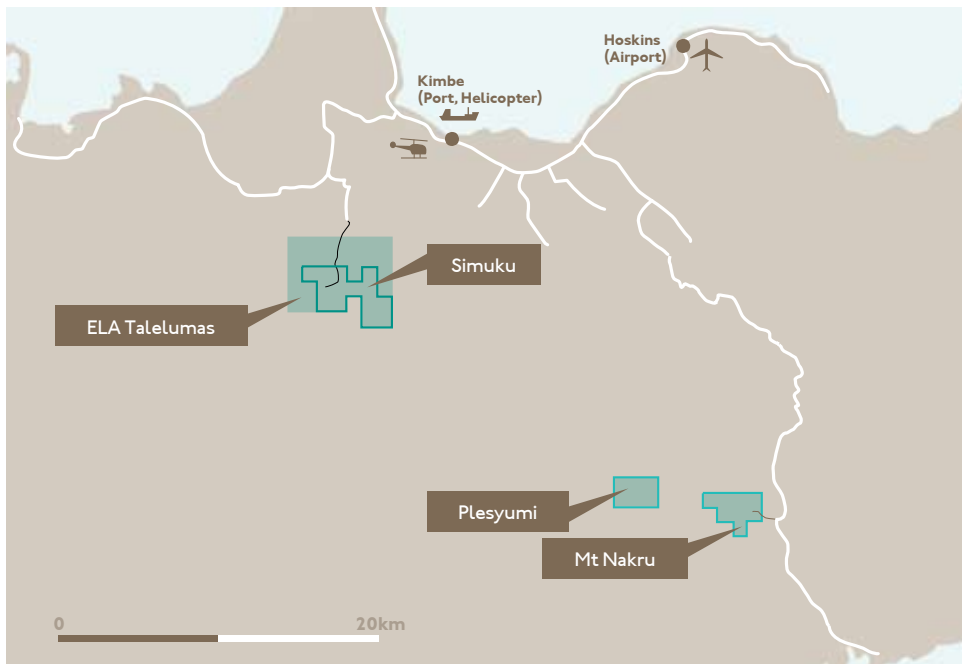 Hoskins
(Airport)
Kimbe
(Port, Helicopter)
Simuku
ELA Talelumas
Plesyumi
Mt Nakru
0 20km